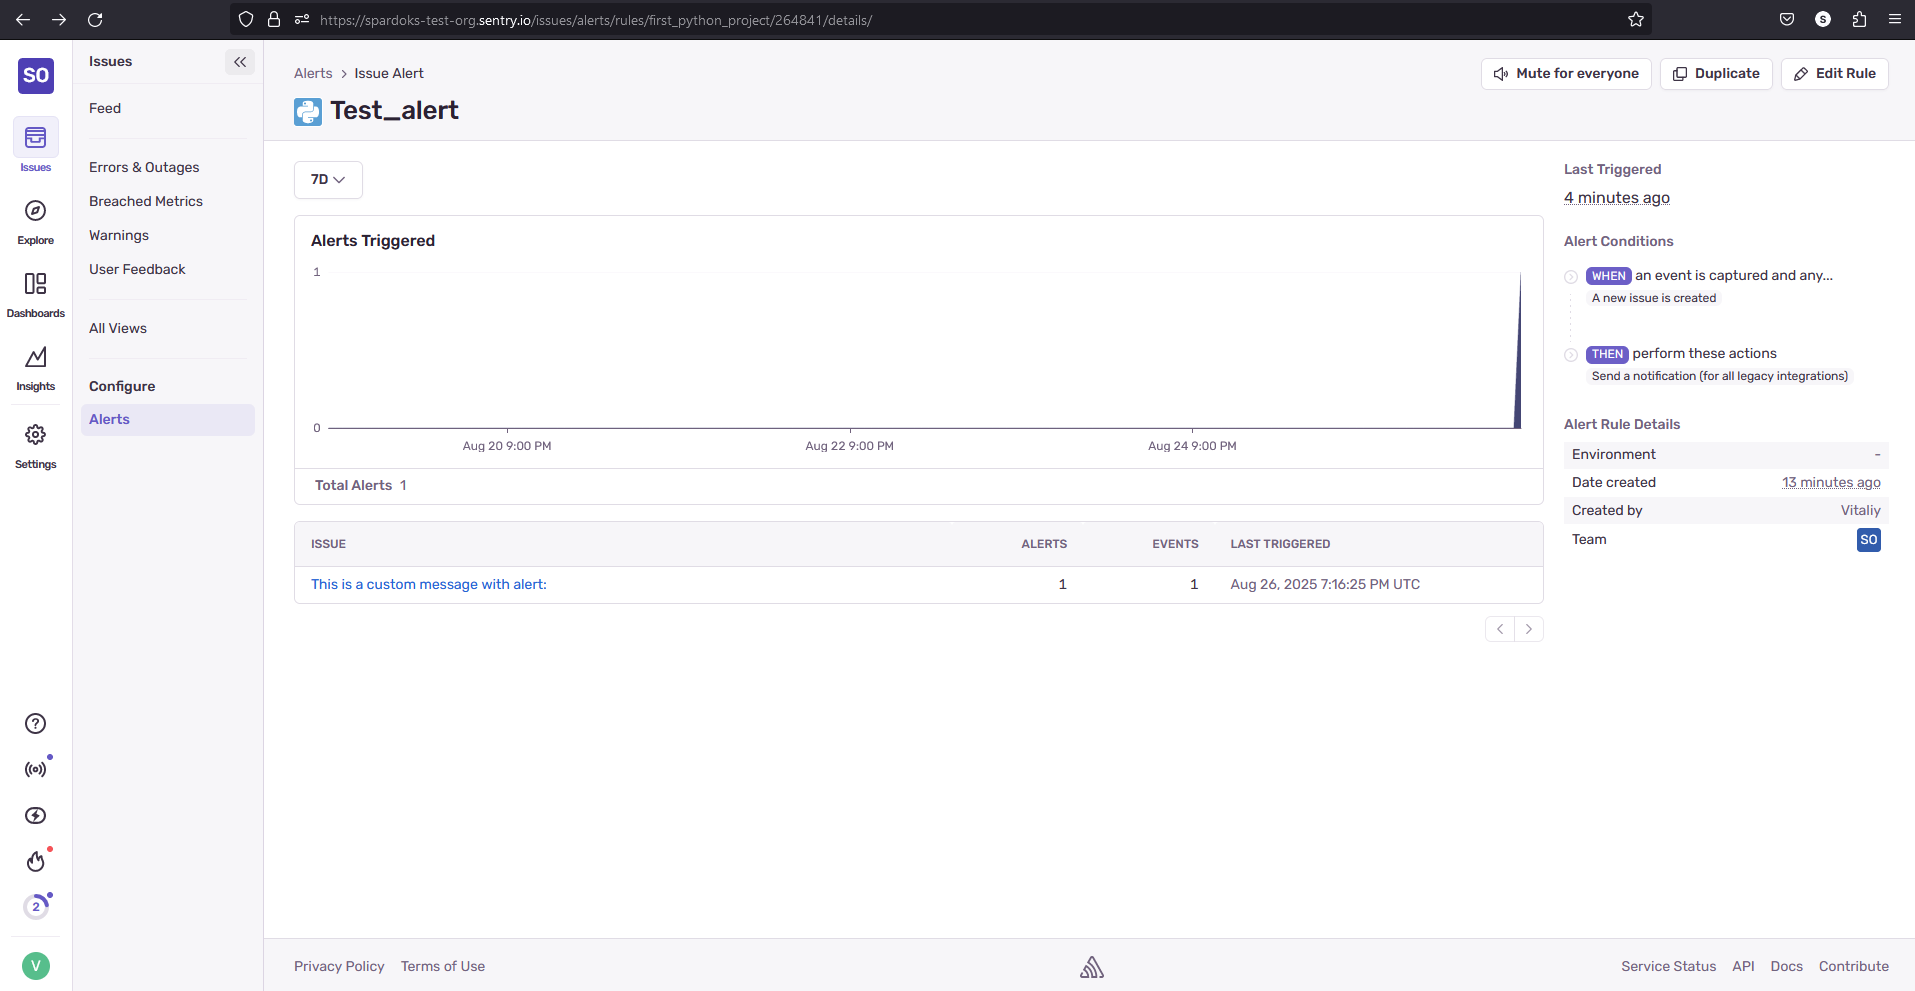 https://spardoks-test-org.sentry.io/issues/alerts/rules/first_python_project/264841/details/
S
SO
Issues
Explore
Dashboards
Insights
Settings
2
V
Issues
Feed
Errors & Outages
Breached Metrics
Warnings
User Feedback
All Views
Configure
Alerts
Alerts > Issue Alert
Test_alert
Mute for everyone
Duplicate
Edit Rule
7D
Alerts Triggered
1
0
Aug 20 9:00 PM
Aug 22 9:00 PM
Aug 24 9:00 PM
Total Alerts 1
ISSUE ALERTS EVENTS LAST TRIGGERED
This is a custom message with alert: 1 1 Aug 26, 2025 7:16:25 PM UTC
Last Triggered
4 minutes ago
Alert Conditions
WHEN an event is captured and any...
A new issue is created
THEN perform these actions
Send a notification (for all legacy integrations)
Alert Rule Details
Environment -
Date created 13 minutes ago
Created by Vitaliy
Team SO
Privacy Policy Terms of Use
Service Status API Docs Contribute